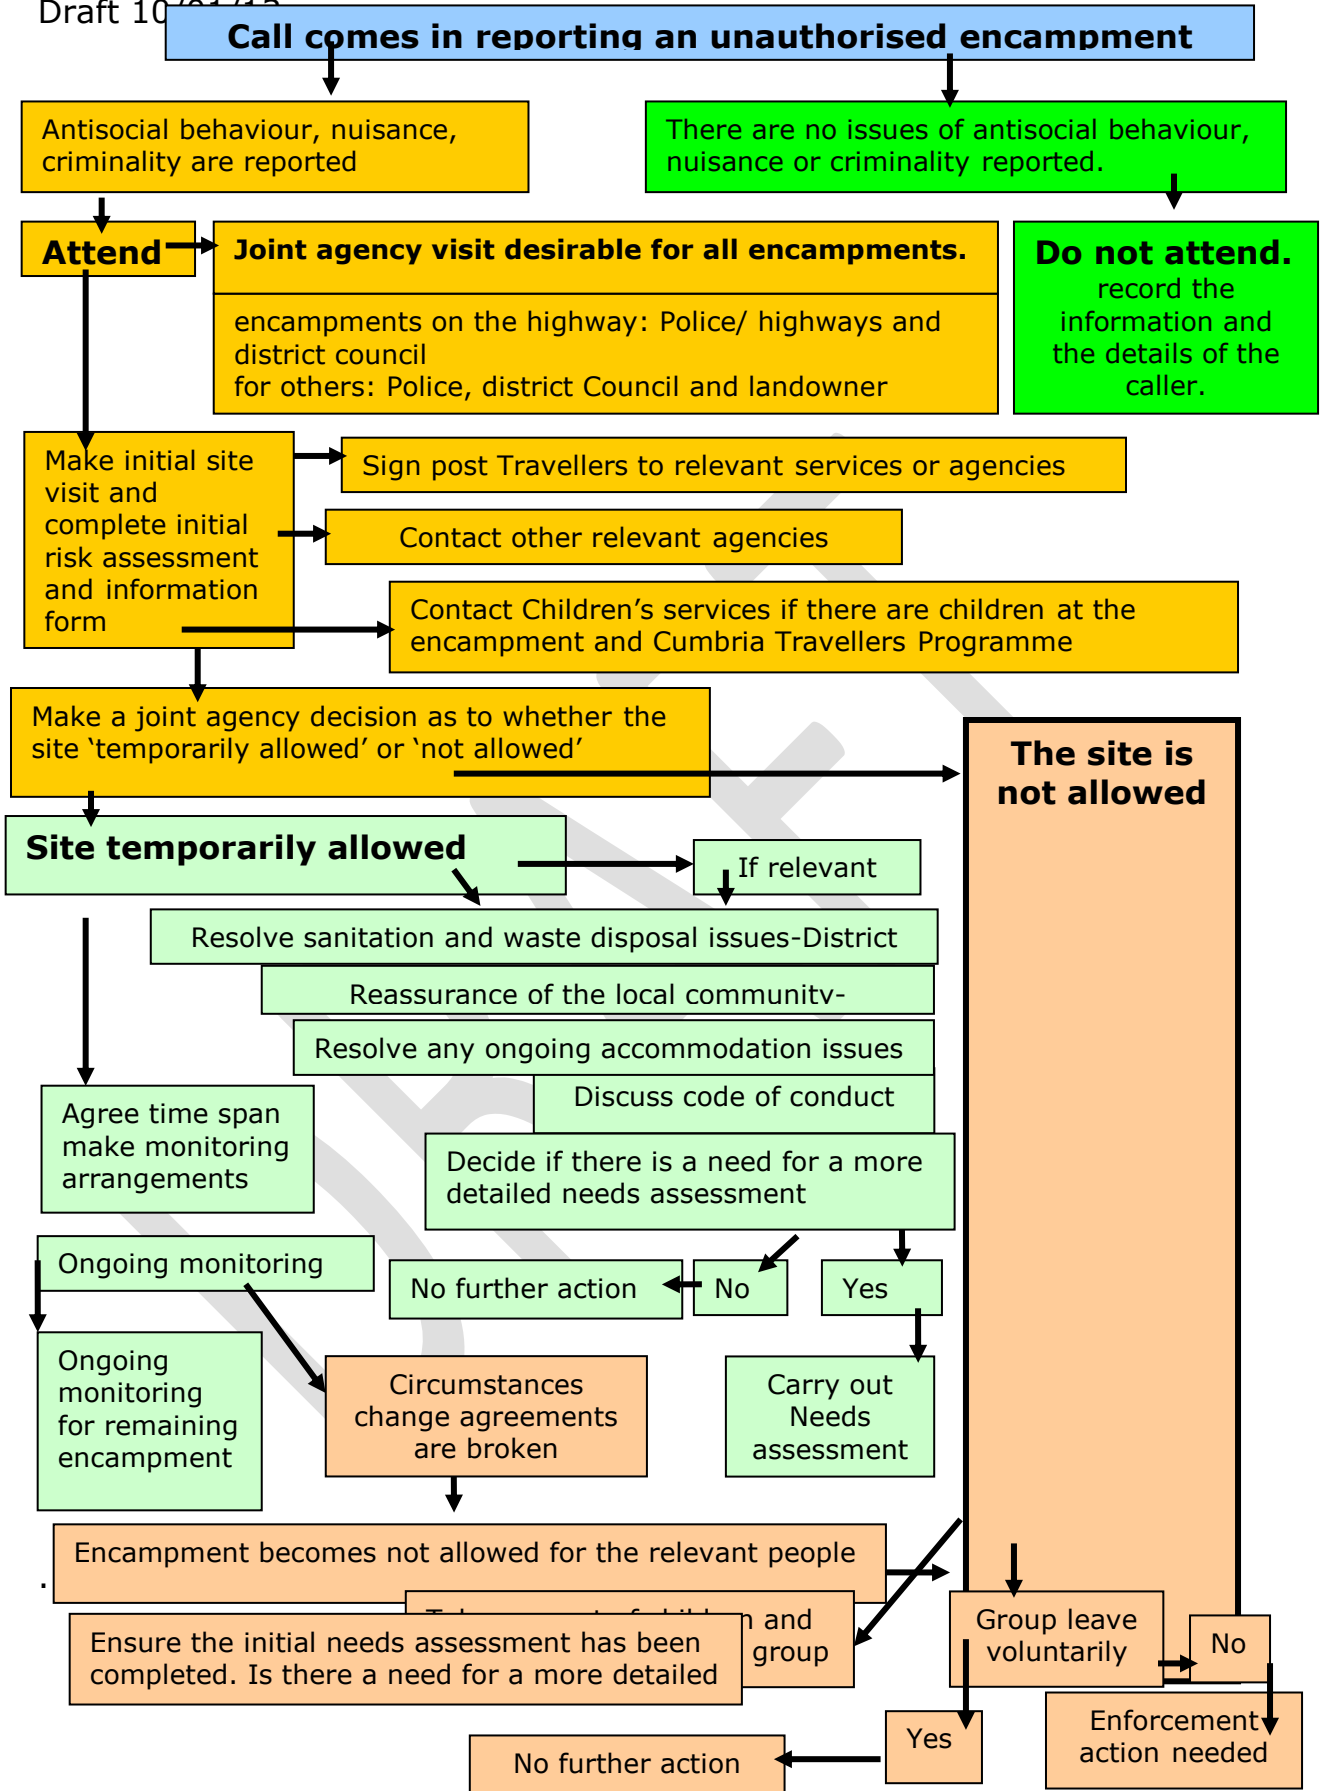 Draft 10/01/12
Call comes in reporting an unauthorised encampment
Antisocial behaviour, nuisance,
criminality are reported
There are no issues of antisocial behaviour,
nuisance or criminality reported.
Attend
Joint agency visit desirable for all encampments.
encampments on the highway: Police/ highways and
district council
for others: Police, district Council and landowner
Do not attend.
record the
information and
the details of the
caller.
Make initial site
visit and
complete initial
risk assessment
and information
form
Sign post Travellers to relevant services or agencies
Contact other relevant agencies
Contact Children’s services if there are children at the
encampment and Cumbria Travellers Programme
Make a joint agency decision as to whether the
site ‘temporarily allowed’ or ‘not allowed’
The site is
not allowed
Site temporarily allowed
If relevant
Resolve sanitation and waste disposal issues-District
Reassurance of the local community-
Resolve any ongoing accommodation issues
Discuss code of conduct
Agree time span
make monitoring
arrangements
Decide if there is a need for a more
detailed needs assessment
Ongoing monitoring
No further action
No
Yes
Ongoing
monitoring
for remaining
encampment
Circumstances
change agreements
are broken
Carry out
Needs
assessment
Encampment becomes not allowed for the relevant people
.
and
group
Ensure the initial needs assessment has been
completed. Is there a need for a more detailed
Group leave
voluntarily
No
Yes
Enforcement
action needed
No further action
DRAFT